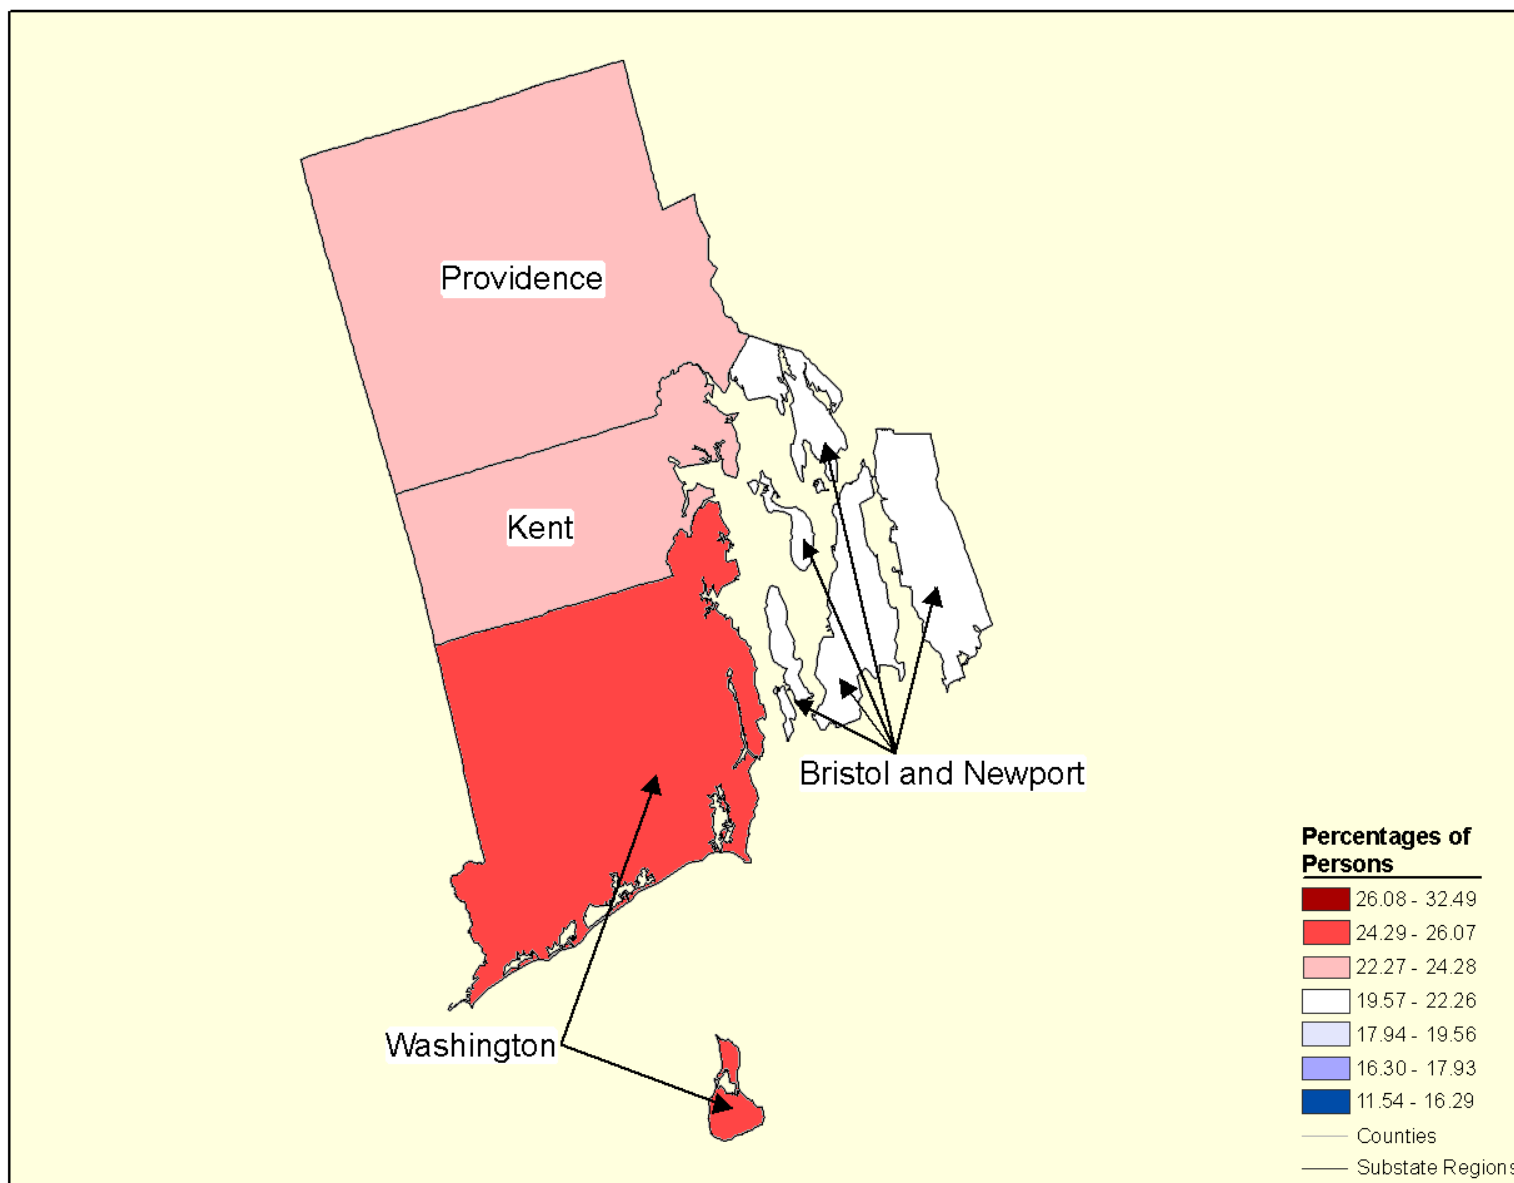 Providence
Kent
Bristol and Newport
Washington
Percentages of
Persons
26.08 - 32.49
24.29 - 26.07
22.27 - 24.28
19.57 - 22.26
17.94 - 19.56
16.30 - 17.93
11.54 - 16.29
Counties
Substate Regions